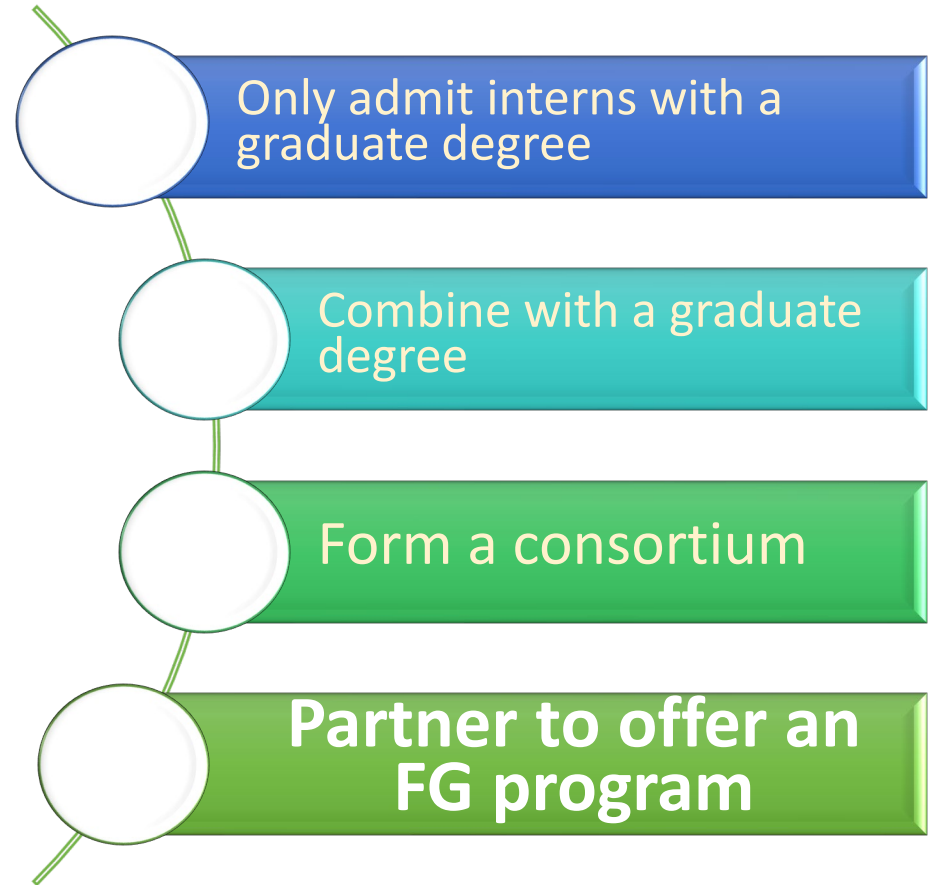 Only admit interns with a
graduate degree
Combine with a graduate
degree
Form a consortium
Partner to offer an
FG program